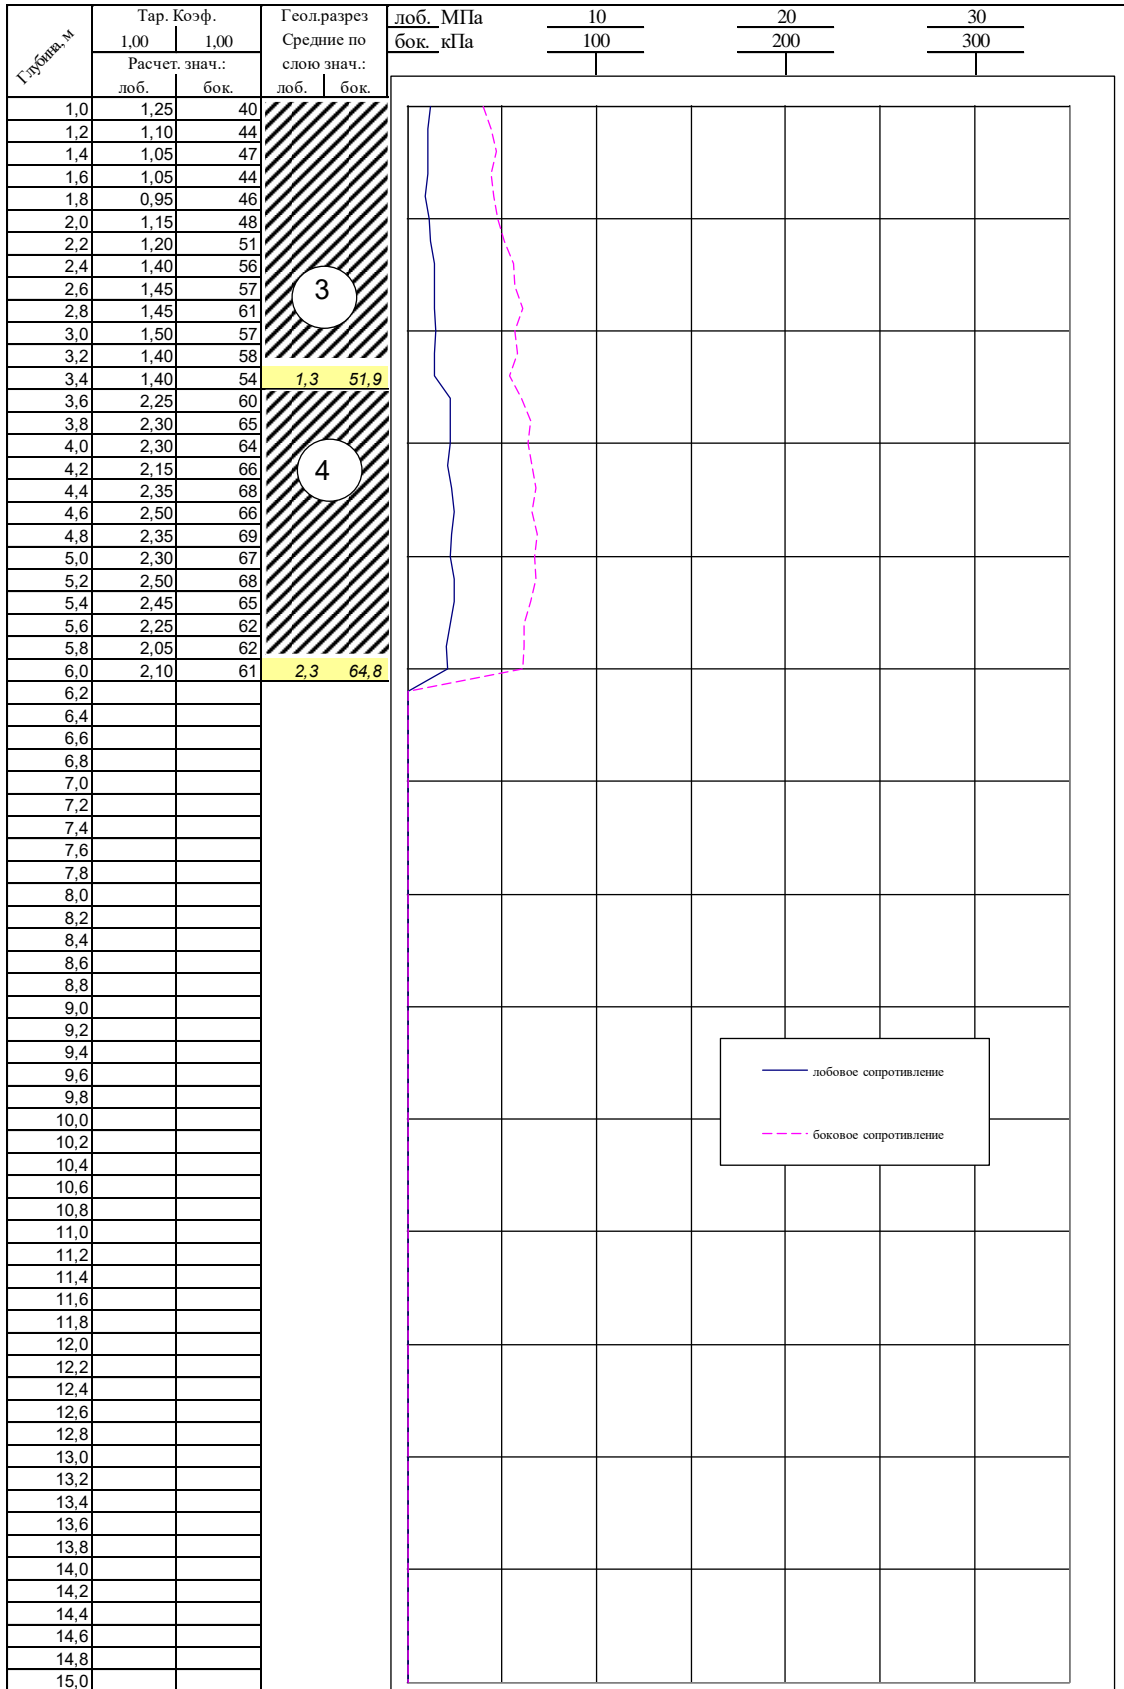 Глубина, м
Тар. Коэф.
1,00 1,00
Расчет. знач.:
лоб. бок.
Геол.разрез
Средние по
слою знач.:
лоб. бок.
лоб. МПа 10 20 30
бок. кПа 100 200 300
1,0 1,25 40
1,2 1,10 44
1,4 1,05 47
1,6 1,05 44
1,8 0,95 46
2,0 1,15 48
2,2 1,20 51
2,4 1,40 56
2,6 1,45 57
3
2,8 1,45 61
3,0 1,50 57
3,2 1,40 58
3,4 1,40 54 1,3 51,9
3,6 2,25 60
3,8 2,30 65
4,0 2,30 64
4,2 2,15 66
4
4,4 2,35 68
4,6 2,50 66
4,8 2,35 69
5,0 2,30 67
5,2 2,50 68
5,4 2,45 65
5,6 2,25 62
5,8 2,05 62
6,0 2,10 61 2,3 64,8
6,2
6,4
6,6
6,8
7,0
7,2
7,4
7,6
7,8
8,0
8,2
8,4
8,6
8,8
9,0
9,2
9,4
9,6
лобовое сопротивление
9,8
10,0
10,2
боковое сопротивление
10,4
10,6
10,8
11,0
11,2
11,4
11,6
11,8
12,0
12,2
12,4
12,6
12,8
13,0
13,2
13,4
13,6
13,8
14,0
14,2
14,4
14,6
14,8
15,0